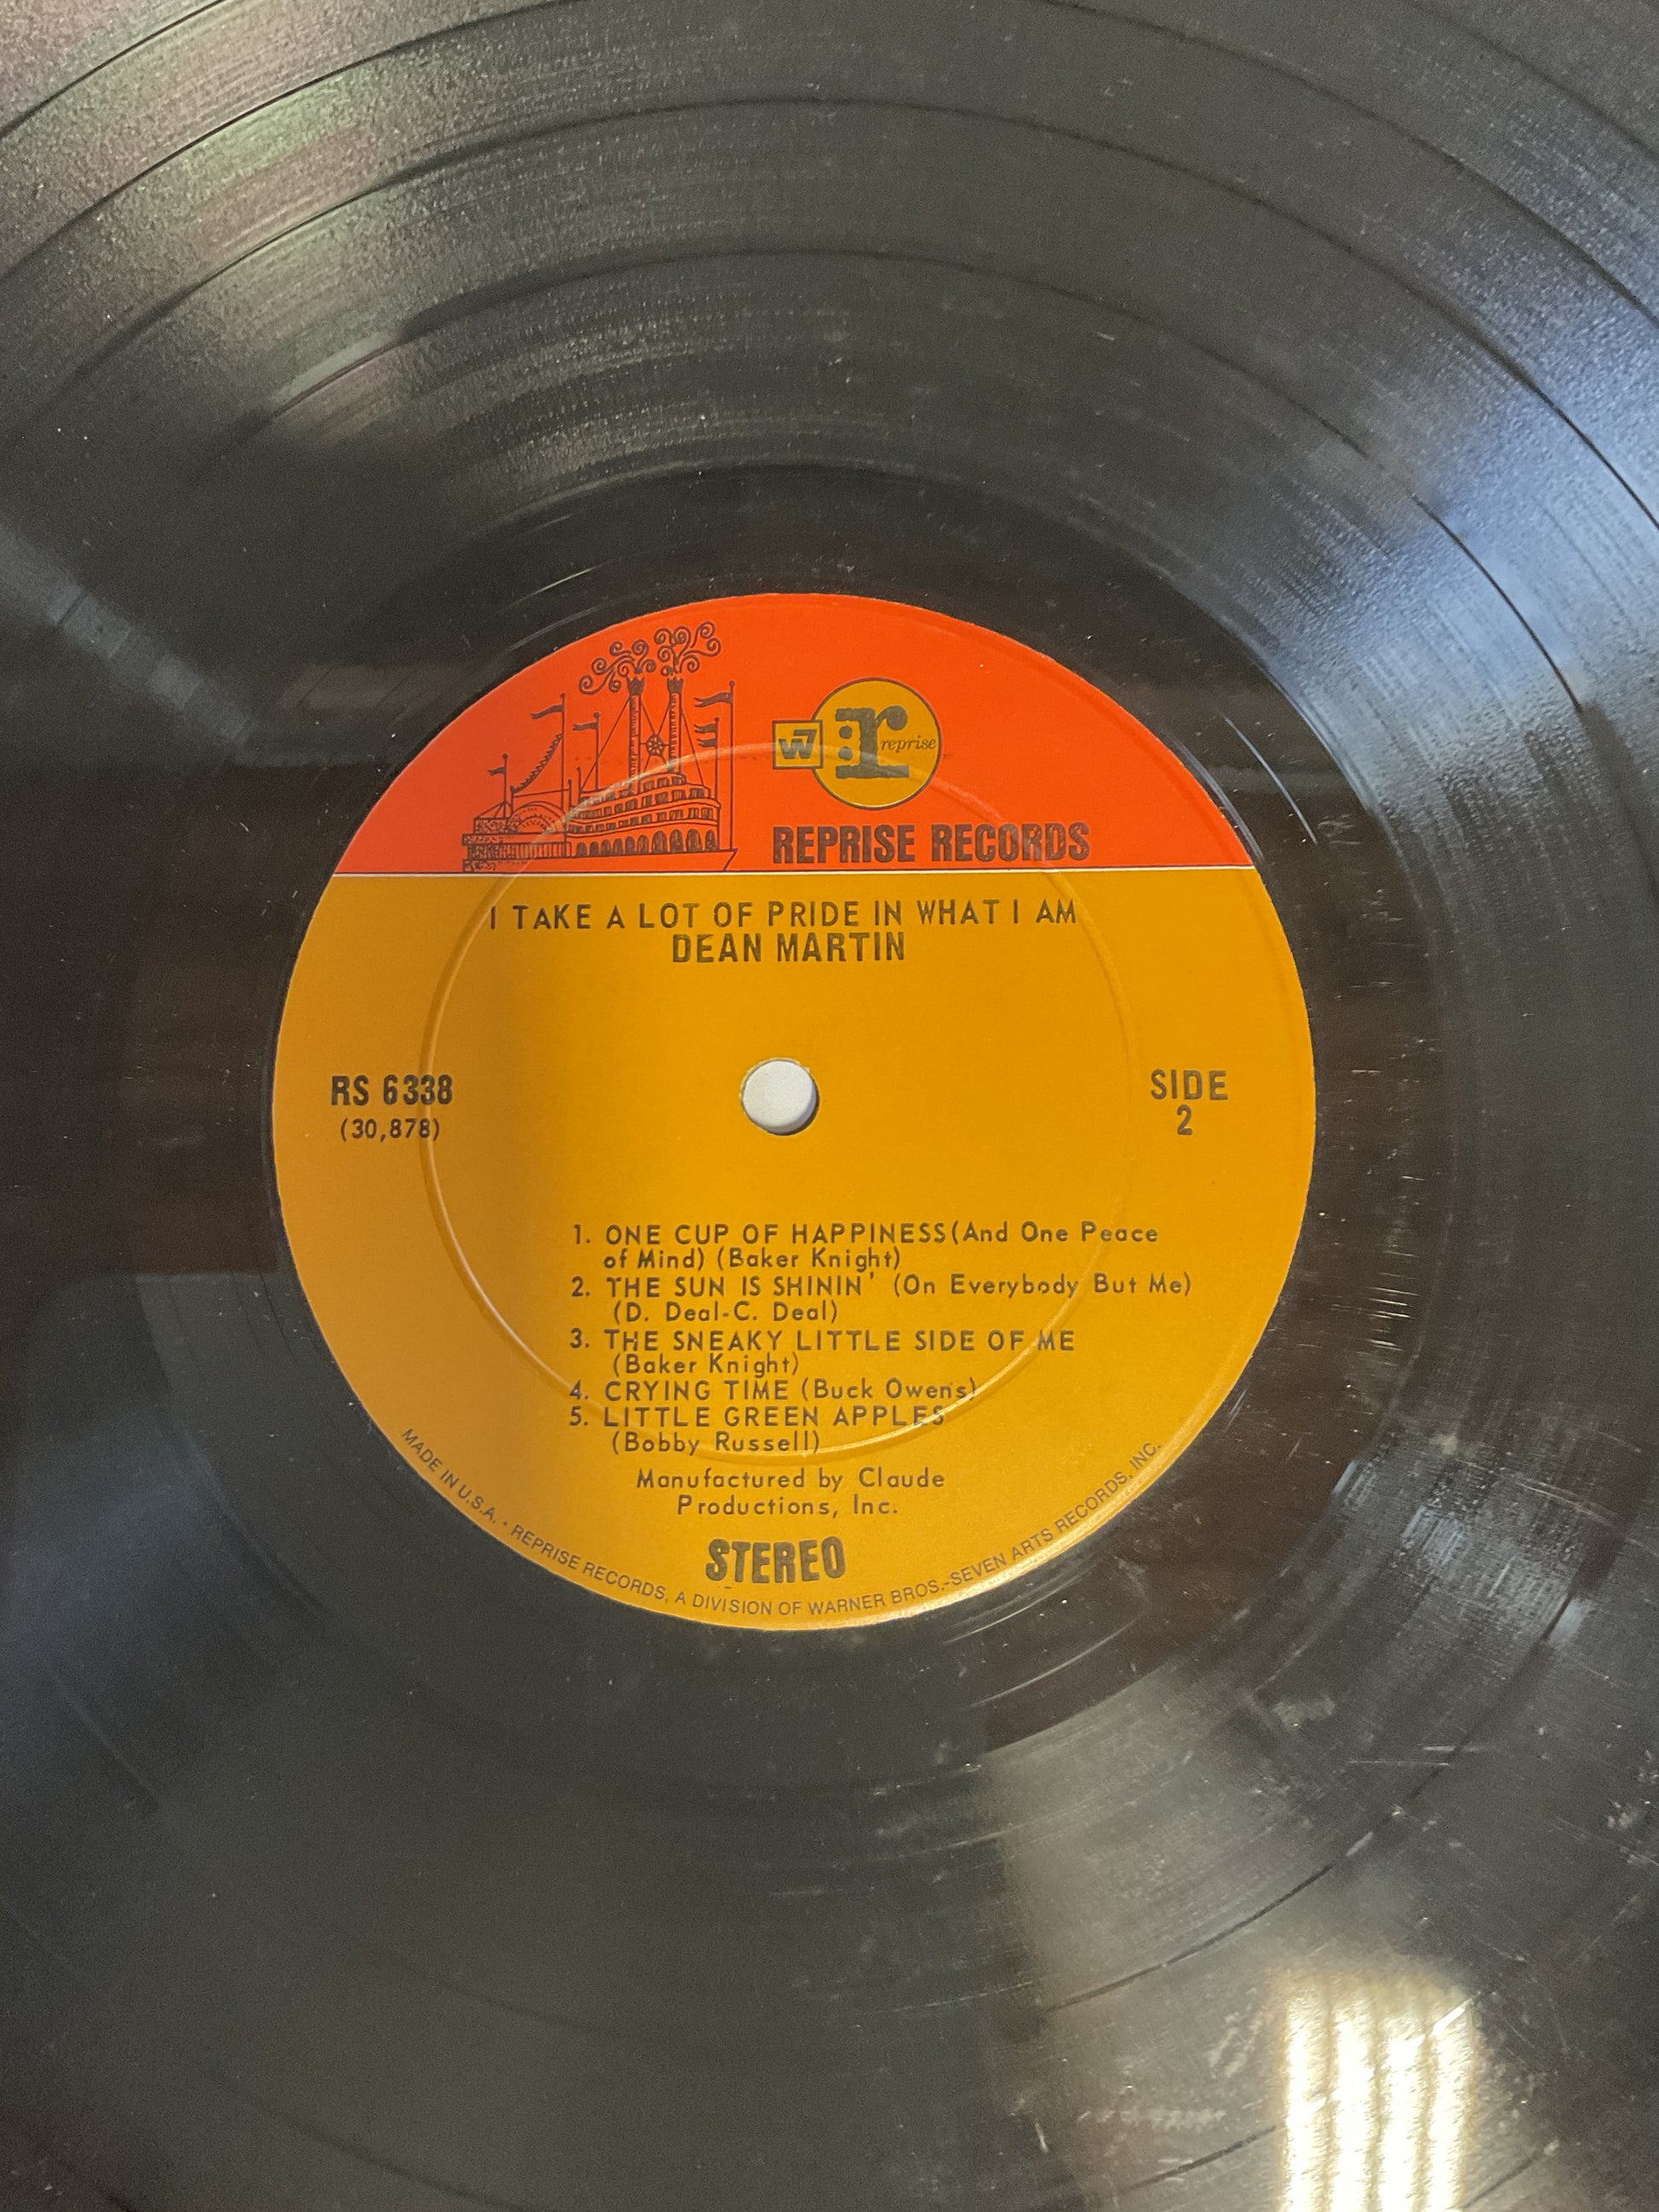 W7 r: reprise
REPRISE RECORDS
I TAKE A LOT OF PRIDE IN WHAT I AM
DEAN MARTIN
RS 6338
(30,878)
SIDE
2
1. ONE CUP OF HAPPINESS(And One Peace
of Mind) (Baker Knight)
2. THE SUN IS SHININ' (On Everybody But Me)
(D. Deal-C. Deal)
3. THE SNEAKY LITTLE SIDE OF ME
(Baker Knight)
4. CRYING TIME (Buck Owens)
5. LITTLE GREEN APPLES
(Bobby Russell)
Manufactured by Claude
Productions, Inc.
STEREO
MADE IN U.S.A. • REPRISE RECORDS, A DIVISION OF WARNER BROS.-SEVEN ARTS RECORDS, INC.